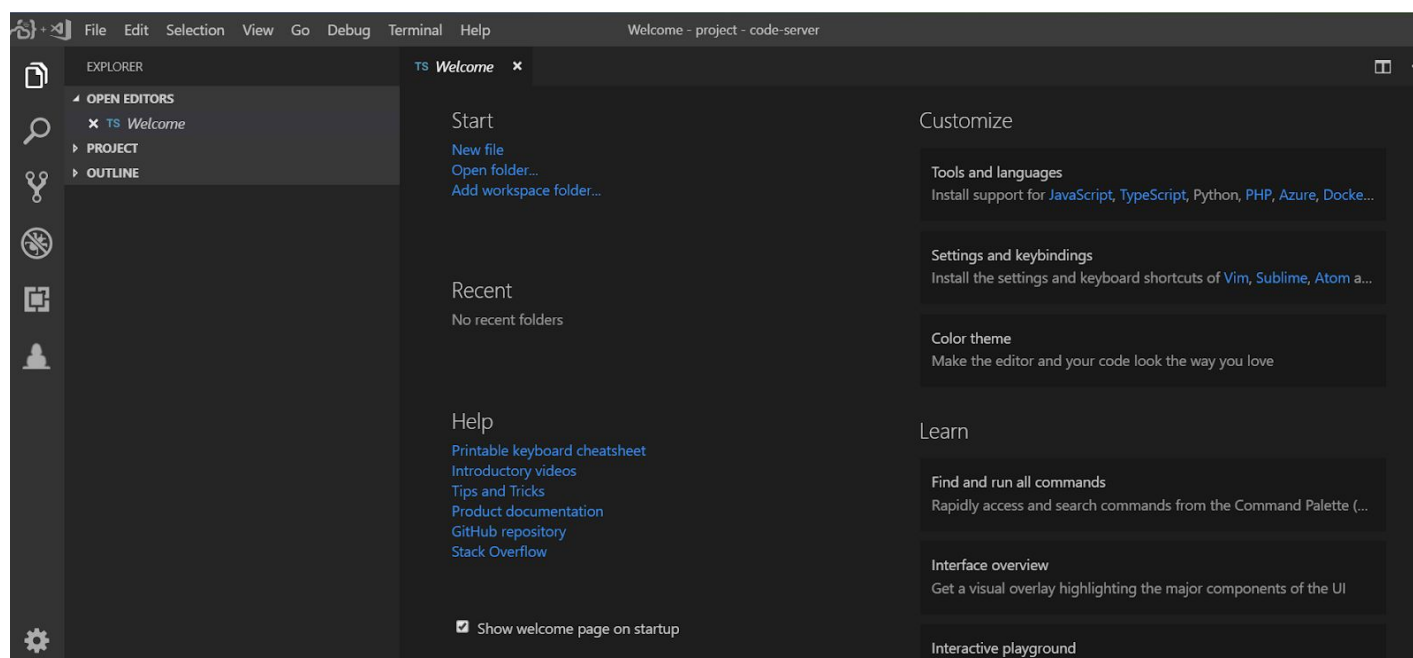 File Edit Selection View Go Debug Terminal Help
Welcome - project - code-server
EXPLORER
OPEN EDITORS
TS Welcome
PROJECT
OUTLINE
TS Welcome
Start
New file
Open folder...
Add workspace folder...
Recent
No recent folders
Help
Printable keyboard cheatsheet
Introductory videos
Tips and Tricks
Product documentation
GitHub repository
Stack Overflow
Show welcome page on startup
Customize
Tools and languages
Install support for JavaScript, TypeScript, Python, PHP, Azure, Docke...
Settings and keybindings
Install the settings and keyboard shortcuts of Vim, Sublime, Atom a...
Color theme
Make the editor and your code look the way you love
Learn
Find and run all commands
Rapidly access and search commands from the Command Palette (...
Interface overview
Get a visual overlay highlighting the major components of the UI
Interactive playground